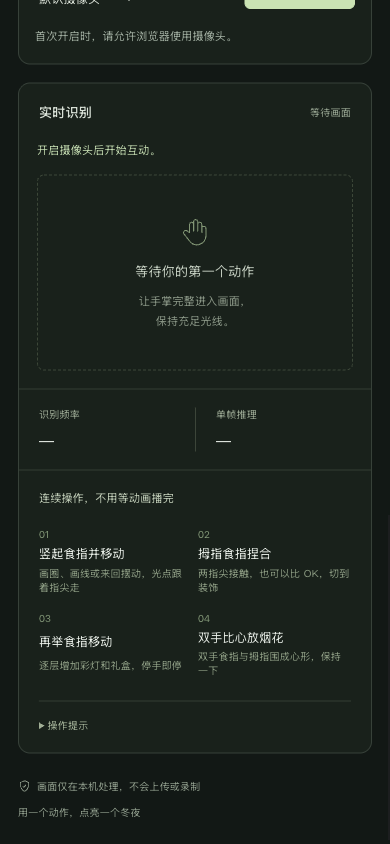 默认摄像头
首次开启时，请允许浏览器使用摄像头。
实时识别
等待画面
开启摄像头后开始互动。
等待你的第一个动作
让手掌完整进入画面，
保持充足光线。
识别频率
单帧推理
—
—
连续操作，不用等动画播完
01
竖起食指并移动
画圈、画线或来回摆动，光点跟
着指尖走
02
拇指食指捏合
两指尖接触，也可以比 OK，切到
装饰
03
再举食指移动
逐层增加彩灯和礼盒，停手即停
04
双手比心放烟花
双手食指与拇指围成心形，保持
一下
操作提示
画面仅在本机处理，不会上传或录制
用一个动作，点亮一个冬夜